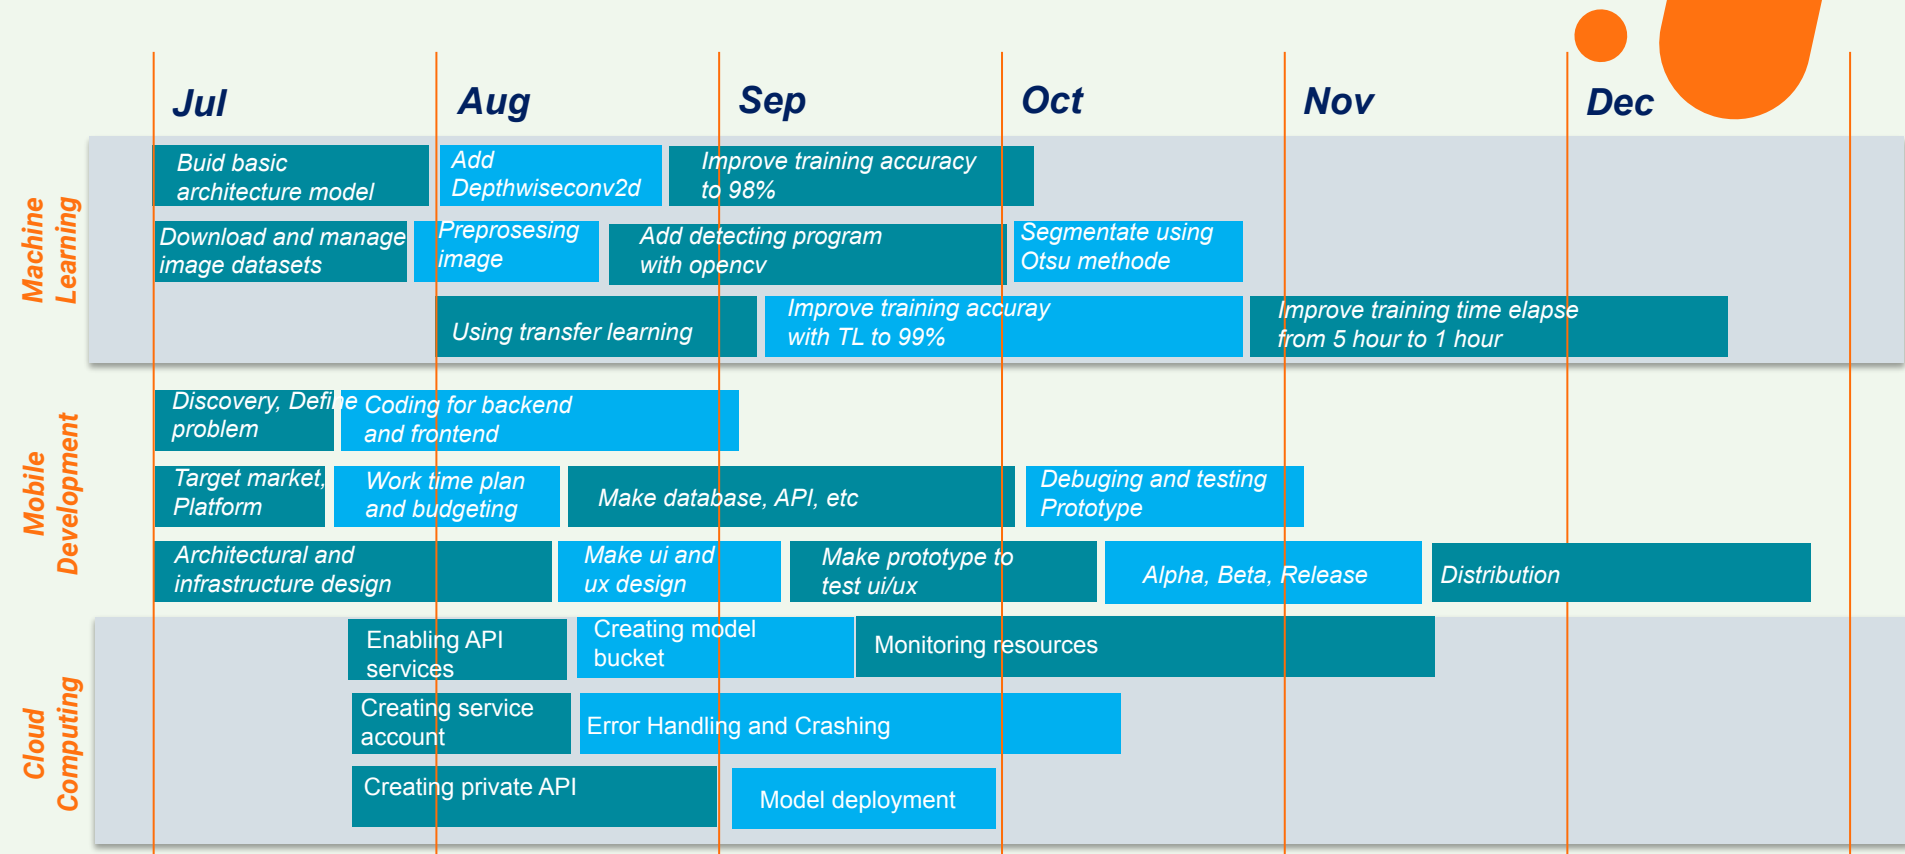 Jul
Aug
Sep
Oct
Nov
Dec
Machine
Learning
Buid basic
architecture model
Add
Depthwiseconv2d
Improve training accuracy
to 98%
Download and manage
image datasets
Preprosesing
image
Add detecting program
with opencv
Segmentate using
Otsu methode
Using transfer learning
Improve training accuray
with TL to 99%
Improve training time elapse
from 5 hour to 1 hour
Mobile
Development
Discovery, Define
problem
Coding for backend
and frontend
Target market,
Platform
Work time plan
and budgeting
Make database, API, etc
Debuging and testing
Prototype
Architectural and
infrastructure design
Make ui and
ux design
Make prototype to
test ui/ux
Alpha, Beta, Release
Distribution
Cloud
Computing
Enabling API
services
Creating model
bucket
Monitoring resources
Creating service
account
Error Handling and Crashing
Creating private API
Model deployment